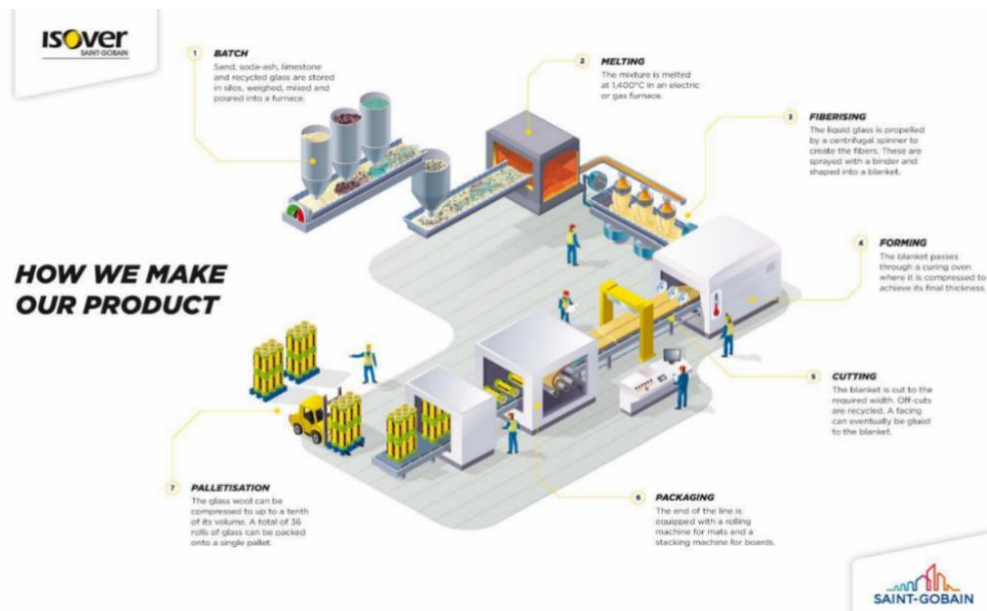 ISOVER
SAINT-GOBAIN
HOW WE MAKE
OUR PRODUCT
1
BATCH
Sand, soda-ash, limestone
and recycled glass are stored
in silos, weighed, mixed and
poured into a furnace.
2
MELTING
The mixture is melted
at 1,400°C in an electric
or gas furnace.
3
FIBERISING
The liquid glass is propelled
by a centrifugal spinner to
create the fibers. These are
sprayed with a binder and
shaped into a blanket.
4
FORMING
The blanket passes
through a curing oven
where it is compressed to
achieve its final thickness.
5
CUTTING
The blanket is cut to the
required width. Off-cuts
are recycled. A facing
can eventually be glued
to the blanket.
6
PACKAGING
The end of the line is
equipped with a rolling
machine for mats and a
stacking machine for boards.
7
PALLETISATION
The glass wool can be
compressed to up to a tenth
of its volume. A total of 36
rolls of glass can be packed
onto a single pallet.
SAINT-GOBAIN